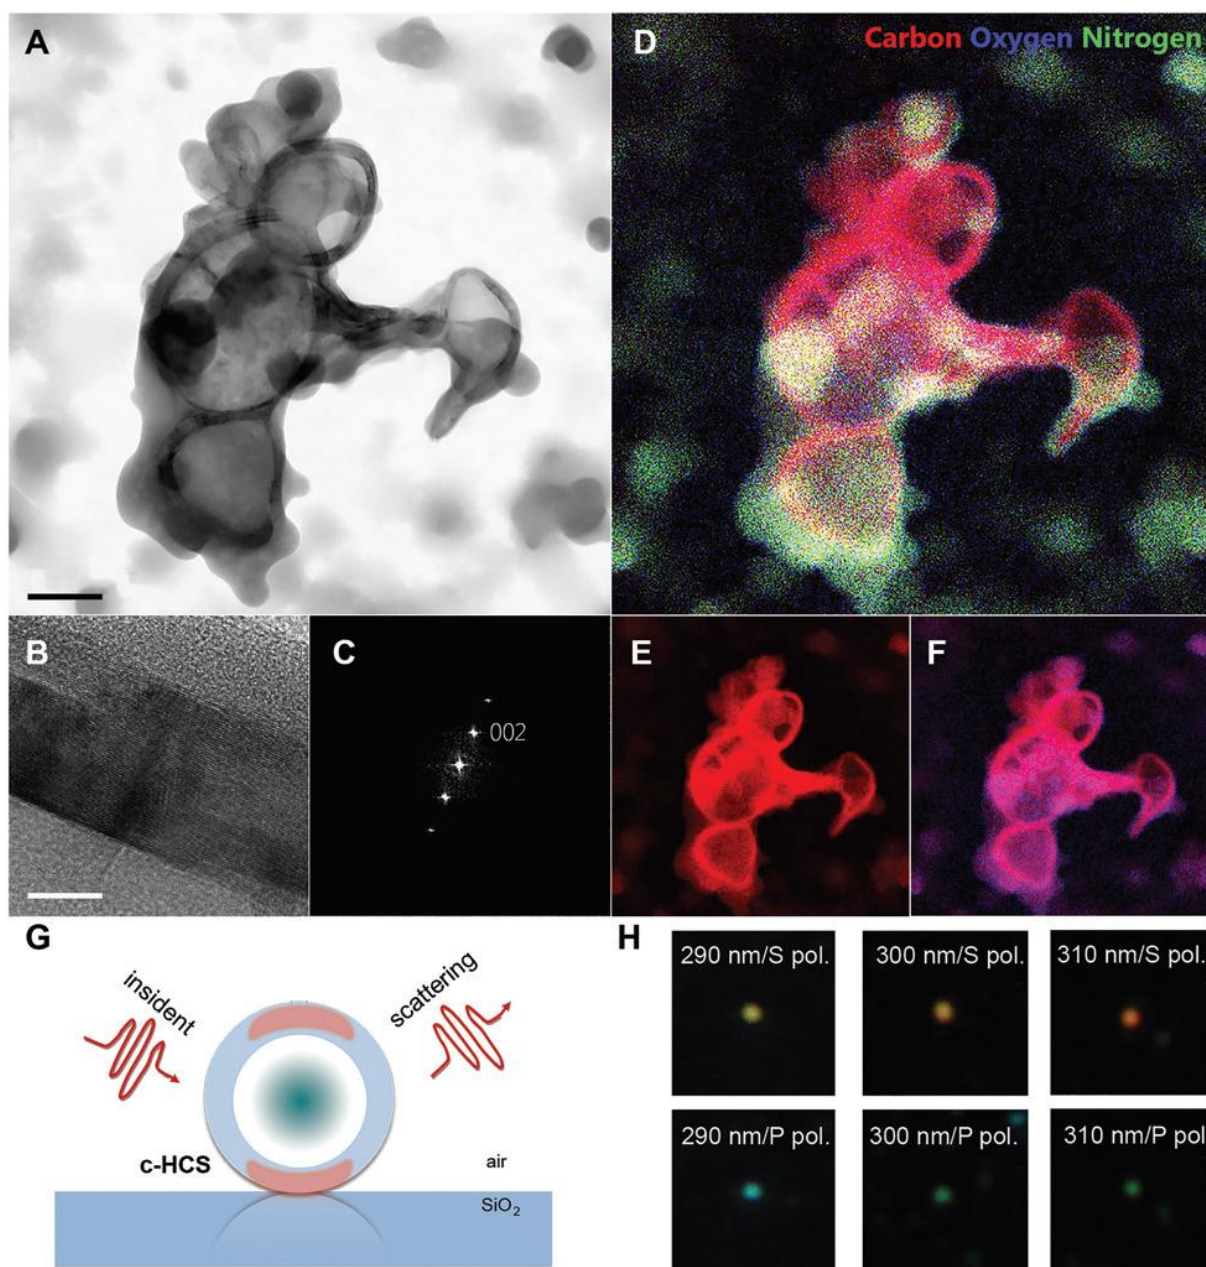 A
D
Carbon Oxygen Nitrogen
B
C
002
E
F
G
insident
scattering
c-HCS
air
SiO₂
H
290 nm/S pol.
300 nm/S pol.
310 nm/S pol.
290 nm/P pol.
300 nm/P pol.
310 nm/P pol.